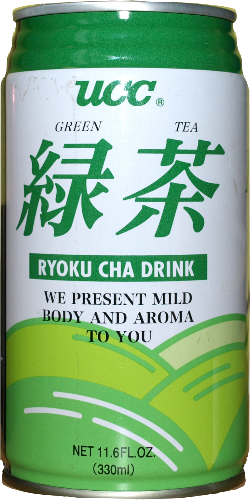 UCC®
GREEN TEA
緑茶
RYOKU CHA DRINK
WE PRESENT MILD
BODY AND AROMA
TO YOU
NET 11.6FL.OZ.
(330ml)